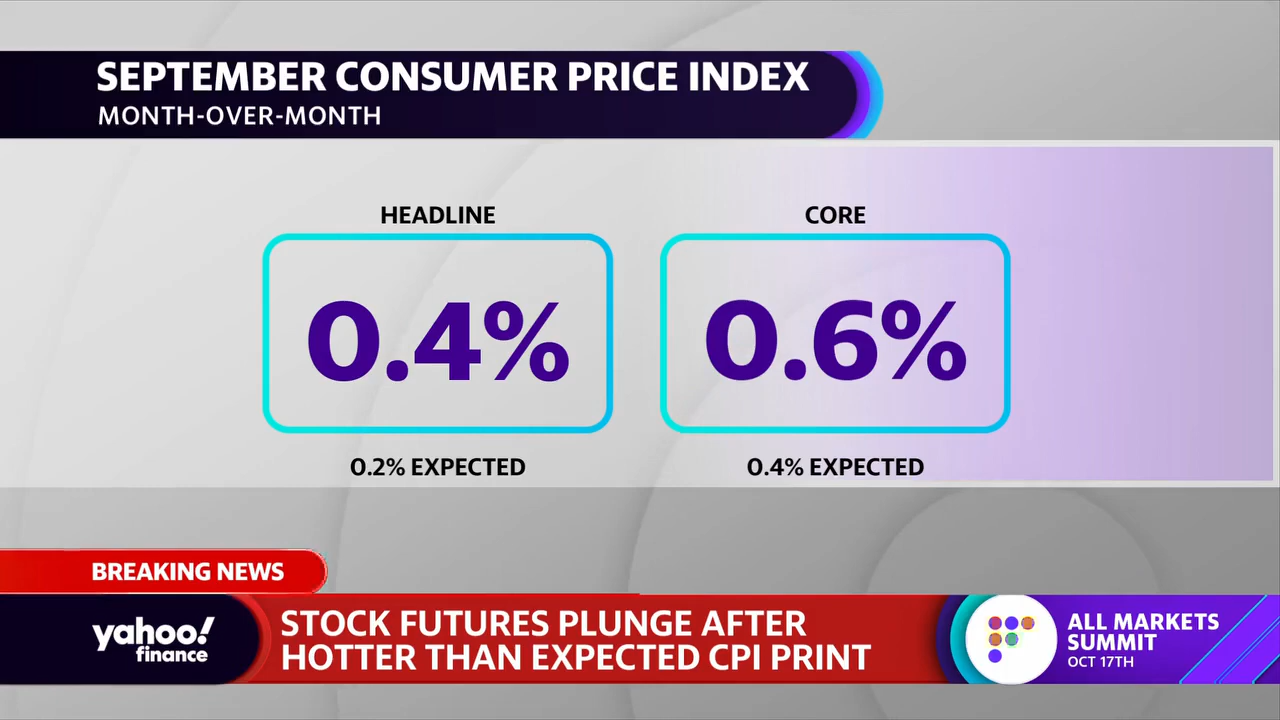 SEPTEMBER CONSUMER PRICE INDEX
MONTH-OVER-MONTH
HEADLINE
CORE
0.4%
0.6%
0.2% EXPECTED
0.4% EXPECTED
BREAKING NEWS
yahoo!
finance
STOCK FUTURES PLUNGE AFTER
HOTTER THAN EXPECTED CPI PRINT
ALL MARKETS
SUMMIT
OCT 17TH